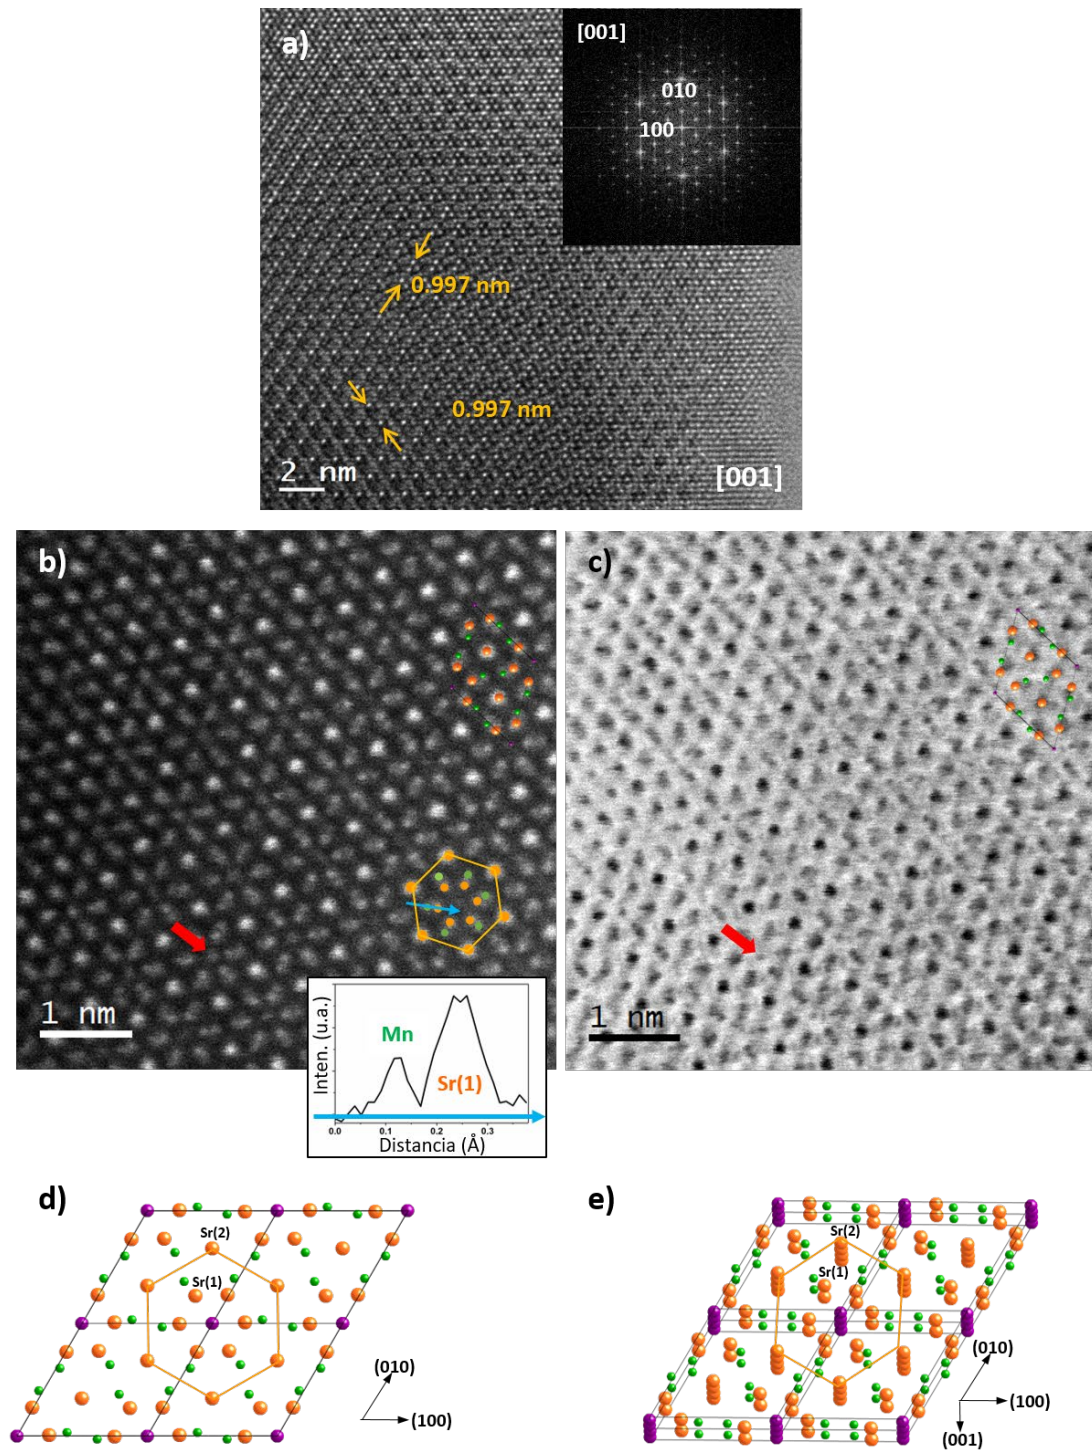 a)
[001]
010
100
0.997 nm
0.997 nm
2 nm
[001]
b)
c)
1 nm
1 nm
Inten. (u.a.)
Mn
Sr(1)
0.0 0.1 0.2 0.3
Distancia (Å)
d)
Sr(2)
Sr(1)
(010)
(100)
e)
Sr(2)
Sr(1)
(010)
(100)
(001)